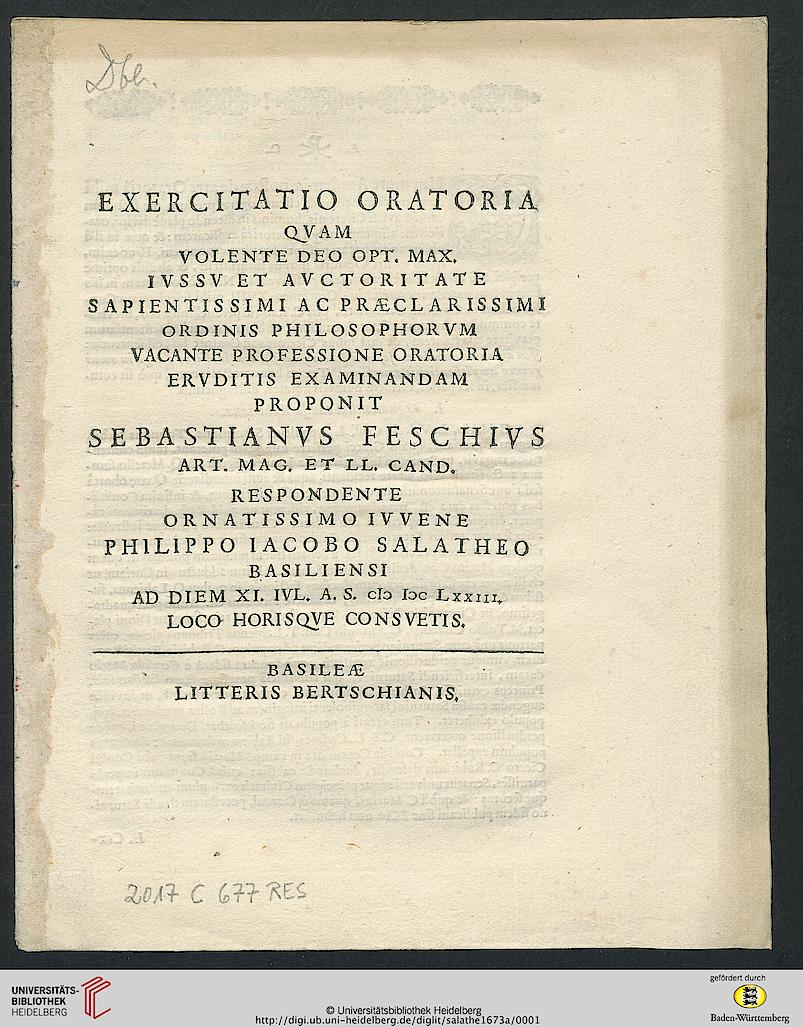 Dbl.
EXERCITATIO ORATORIA
QVAM
VOLENTE DEO OPT. MAX.
IVSSV ET AVCTORITATE
SAPIENTISSIMI AC PRÆCLARISSIMI
ORDINIS PHILOSOPHORVM
VACANTE PROFESSIONE ORATORIA
ERVDITIS EXAMINANDAM
PROPONIT
SEBASTIANVS FESCHIVS
ART. MAG. ET LL. CAND.
RESPONDENTE
ORNATISSIMO IVVENE
PHILIPPO IACOBO SALATHEO
BASILIENSI
AD DIEM XI. IVL. A. S. cIↄ Iↄc LXXIII.
LOCO HORISQVE CONSVETIS.
BASILEÆ
LITTERIS BERTSCHIANIS.
2017 C 677 RES
UNIVERSITÄTS-
BIBLIOTHEK
HEIDELBERG
© Universitätsbibliothek Heidelberg
http://digi.ub.uni-heidelberg.de/diglit/salathe1673a/0001
gefördert durch
Baden-Württemberg